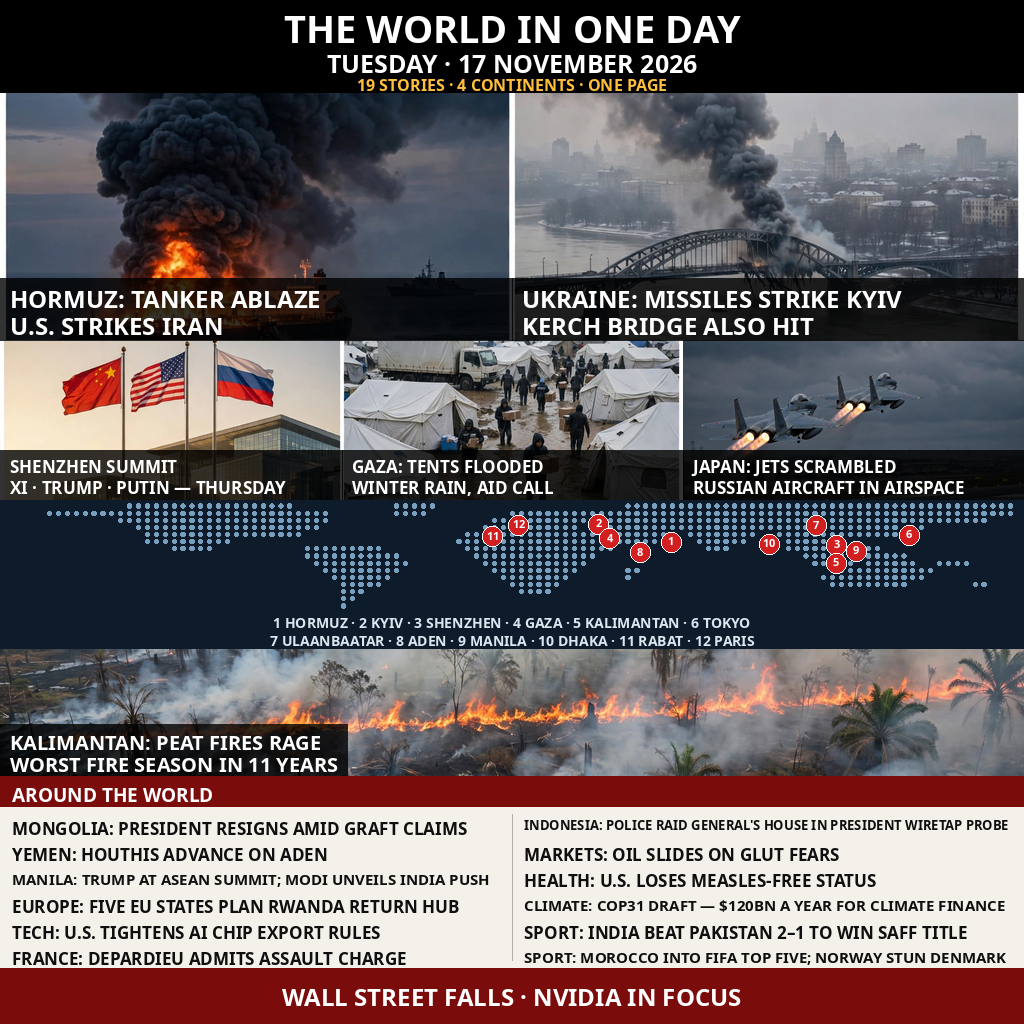 THE WORLD IN ONE DAY
TUESDAY · 17 NOVEMBER 2026
19 STORIES · 4 CONTINENTS · ONE PAGE
HORMUZ: TANKER ABLAZE
U.S. STRIKES IRAN
UKRAINE: MISSILES STRIKE KYIV
KERCH BRIDGE ALSO HIT
SHENZHEN SUMMIT
XI · TRUMP · PUTIN — THURSDAY
GAZA: TENTS FLOODED
WINTER RAIN, AID CALL
JAPAN: JETS SCRAMBLED
RUSSIAN AIRCRAFT IN AIRSPACE
11
12
2
4
8
1
10
7
3
9
5
6
1 HORMUZ · 2 KYIV · 3 SHENZHEN · 4 GAZA · 5 KALIMANTAN · 6 TOKYO
7 ULAANBAATAR · 8 ADEN · 9 MANILA · 10 DHAKA · 11 RABAT · 12 PARIS
KALIMANTAN: PEAT FIRES RAGE
WORST FIRE SEASON IN 11 YEARS
AROUND THE WORLD
MONGOLIA: PRESIDENT RESIGNS AMID GRAFT CLAIMS
YEMEN: HOUTHIS ADVANCE ON ADEN
MANILA: TRUMP AT ASEAN SUMMIT; MODI UNVEILS INDIA PUSH
EUROPE: FIVE EU STATES PLAN RWANDA RETURN HUB
TECH: U.S. TIGHTENS AI CHIP EXPORT RULES
FRANCE: DEPARDIEU ADMITS ASSAULT CHARGE
INDONESIA: POLICE RAID GENERAL'S HOUSE IN PRESIDENT WIRETAP PROBE
MARKETS: OIL SLIDES ON GLUT FEARS
HEALTH: U.S. LOSES MEASLES-FREE STATUS
CLIMATE: COP31 DRAFT — $120BN A YEAR FOR CLIMATE FINANCE
SPORT: INDIA BEAT PAKISTAN 2–1 TO WIN SAFF TITLE
SPORT: MOROCCO INTO FIFA TOP FIVE; NORWAY STUN DENMARK
WALL STREET FALLS · NVIDIA IN FOCUS